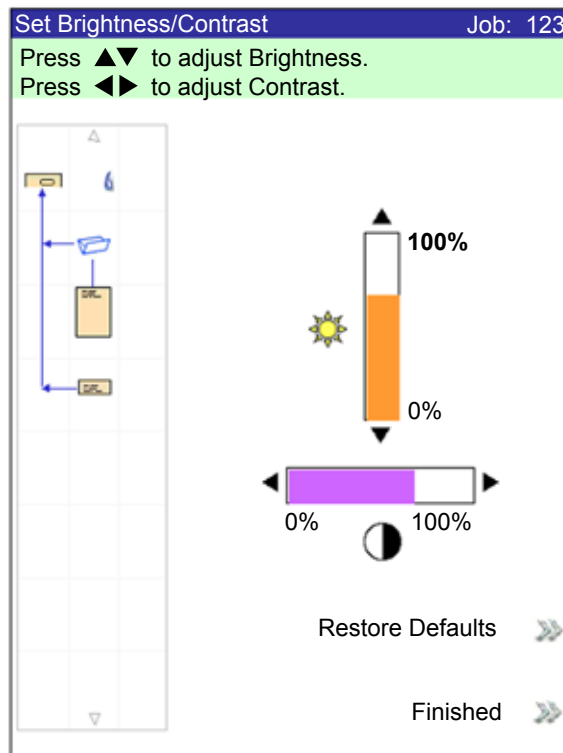 Set Brightness/Contrast Job: 123
Press ▲▼ to adjust Brightness.
Press ◀▶ to adjust Contrast.
100%
0%
0% 100%
Restore Defaults
Finished